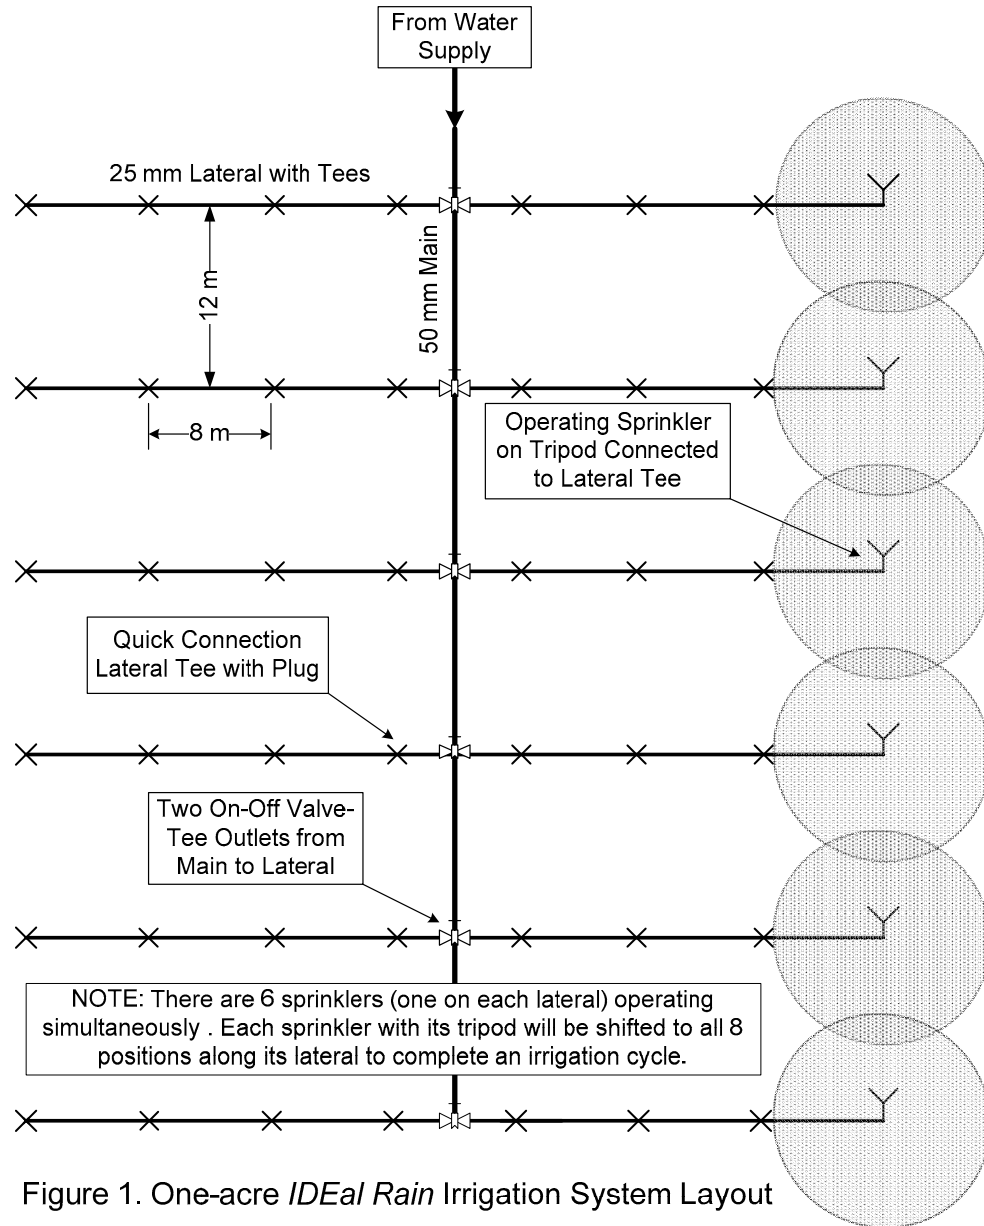 From Water
Supply
25 mm Lateral with Tees
50 mm Main
12 m
8 m
Operating Sprinkler
on Tripod Connected
to Lateral Tee
Quick Connection
Lateral Tee with Plug
Two On-Off Valve-
Tee Outlets from
Main to Lateral
NOTE: There are 6 sprinklers (one on each lateral) operating
simultaneously . Each sprinkler with its tripod will be shifted to all 8
positions along its lateral to complete an irrigation cycle.
Figure 1. One-acre IDEal Rain Irrigation System Layout